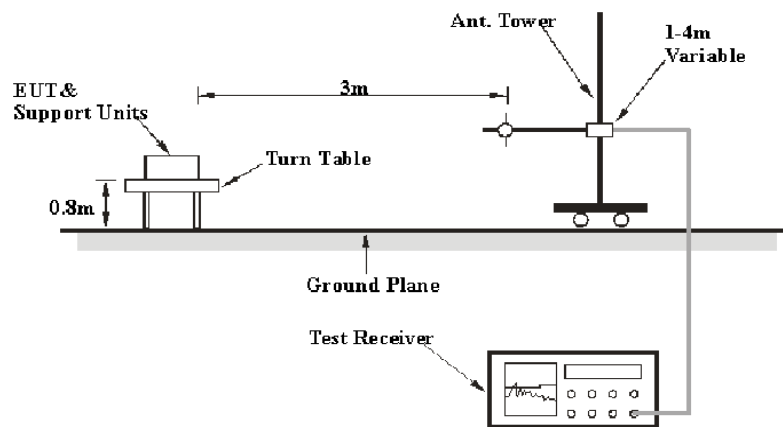 Ant. Tower
1-4m
Variable
EUT&
Support Units
3m
Turn Table
0.8m
Ground Plane
Test Receiver